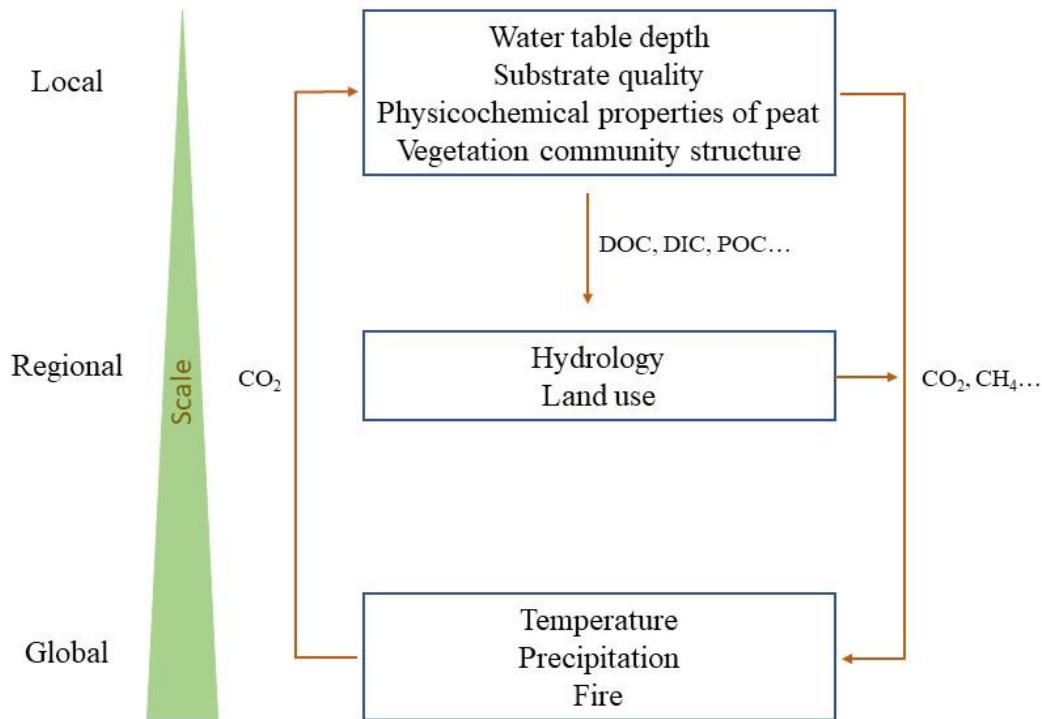 Local
Water table depth
Substrate quality
Physicochemical properties of peat
Vegetation community structure
DOC, DIC, POC…
Regional
Scale
CO₂
Hydrology
Land use
CO₂, CH₄…
Global
Temperature
Precipitation
Fire